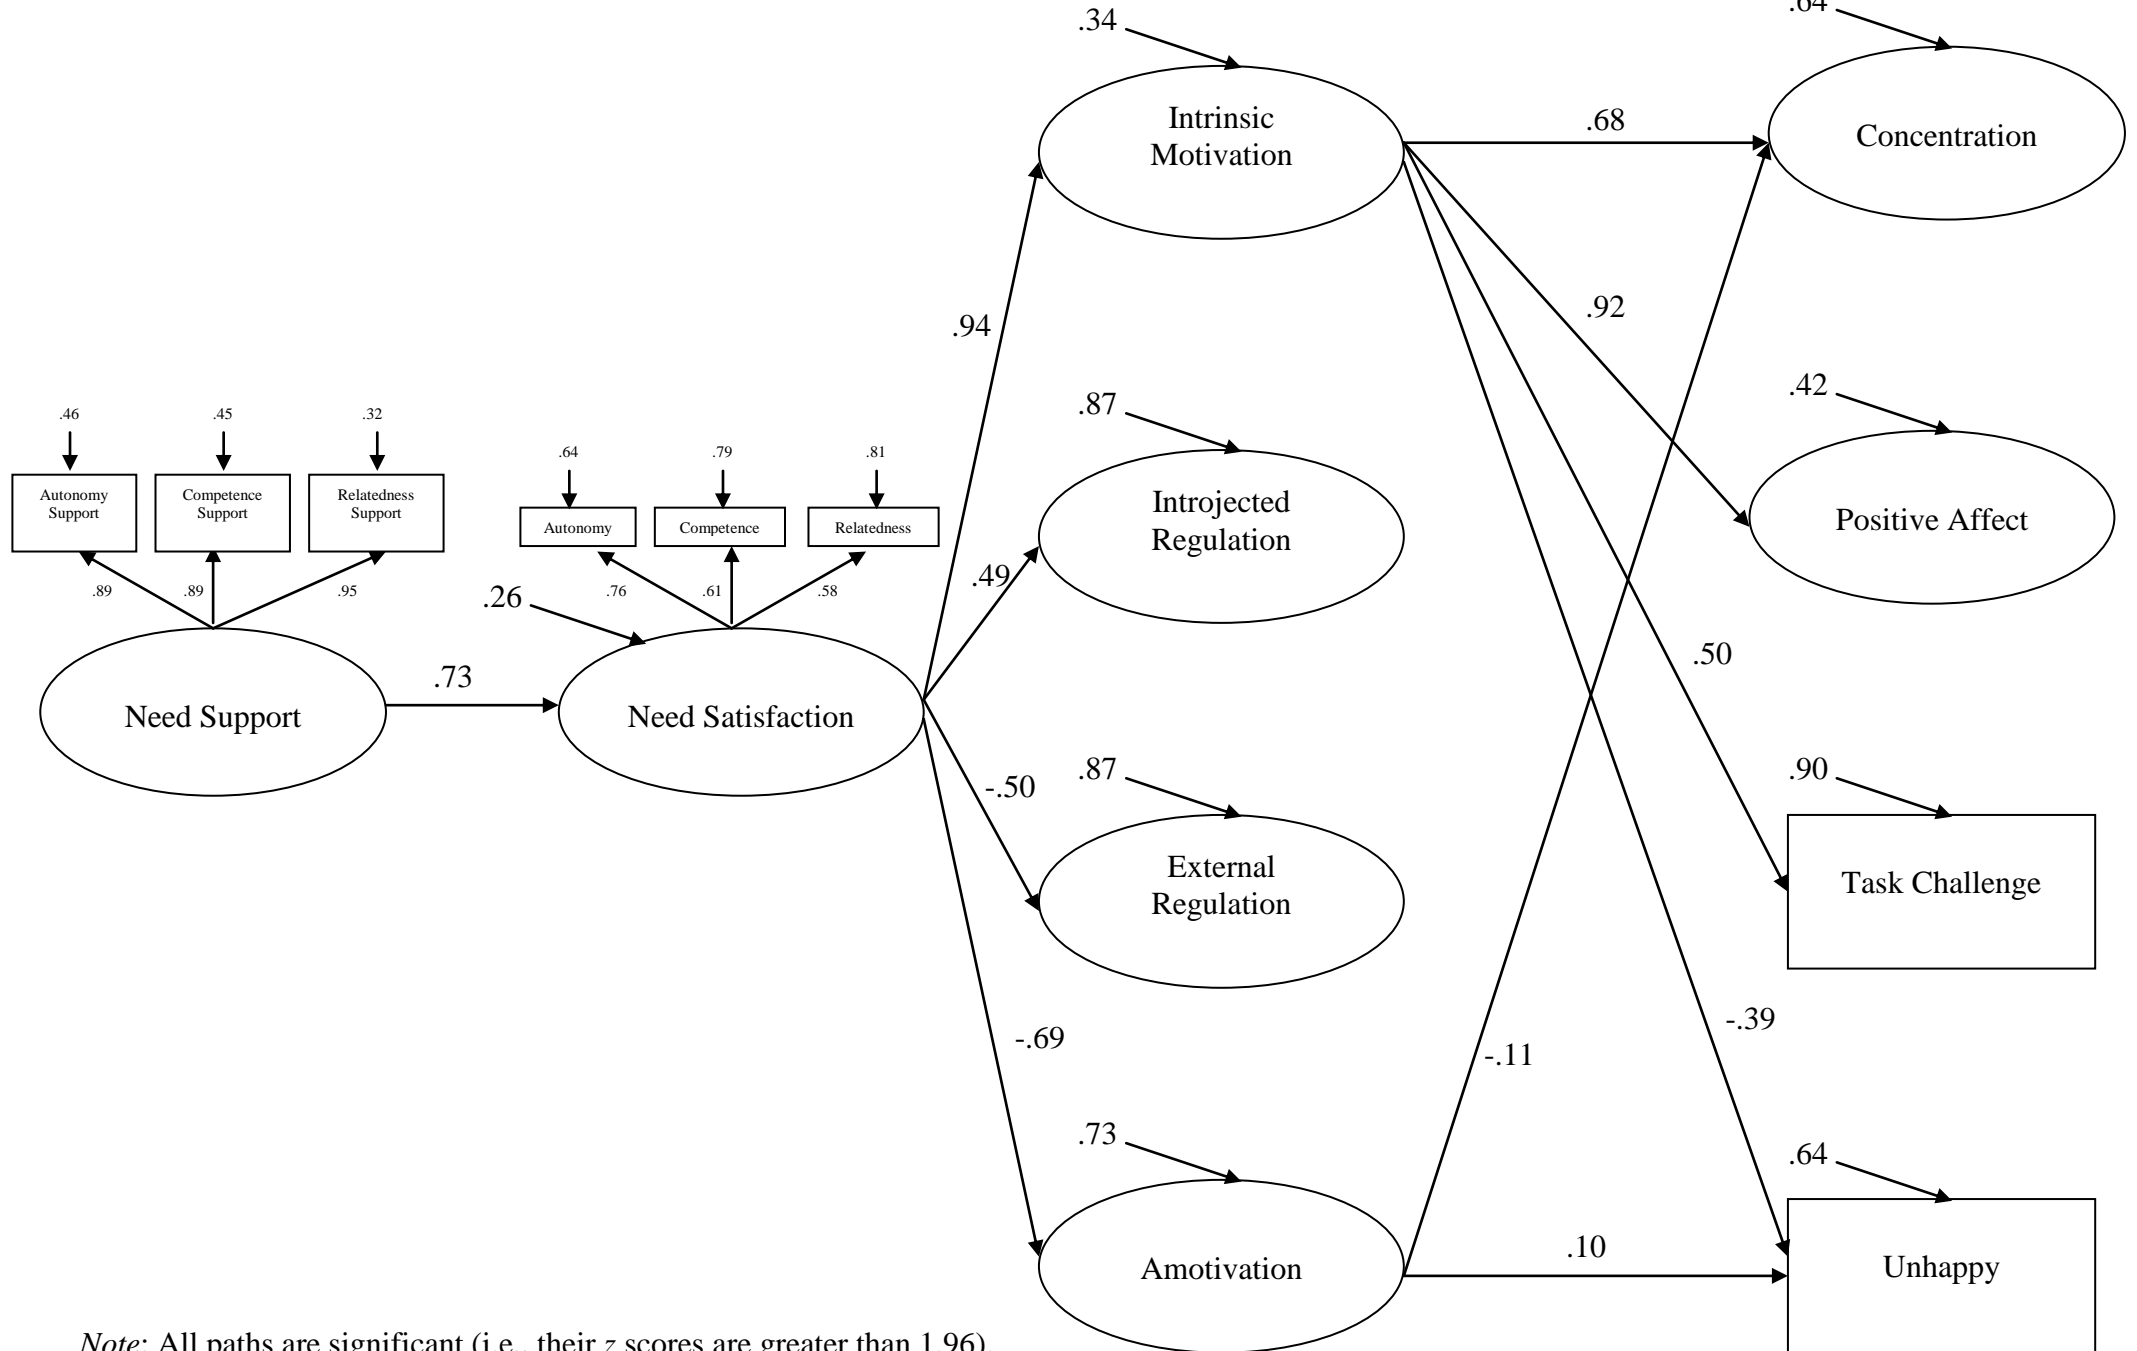 .34
.64
Intrinsic
Motivation
.68
Concentration
.94
.92
.87
.42
.46
.45
.32
.64
.79
.81
Autonomy
Support
Competence
Support
Relatedness
Support
Introjected
Regulation
Positive Affect
Autonomy
Competence
Relatedness
.89
.89
.95
.26
.76
.61
.58
.49
.73
.50
Need Support
Need Satisfaction
-.50
.87
.90
External
Regulation
Task Challenge
-.69
-.11
-.39
.73
.64
Amotivation
.10
Unhappy
Note: All paths are significant (i.e., their z scores are greater than 1.96).